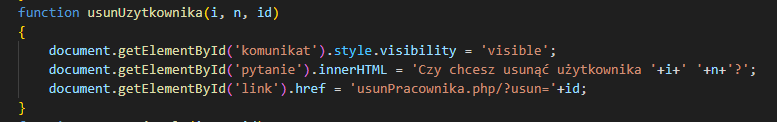 function usunUzytkownika(i, n, id)
{
document.getElementById('komunikat').style.visibility = 'visible';
document.getElementById('pytanie').innerHTML = 'Czy chcesz usunąć użytkownika '+i+' '+n+'?';
document.getElementById('link').href = 'usunPracownika.php/?usun='+id;
}